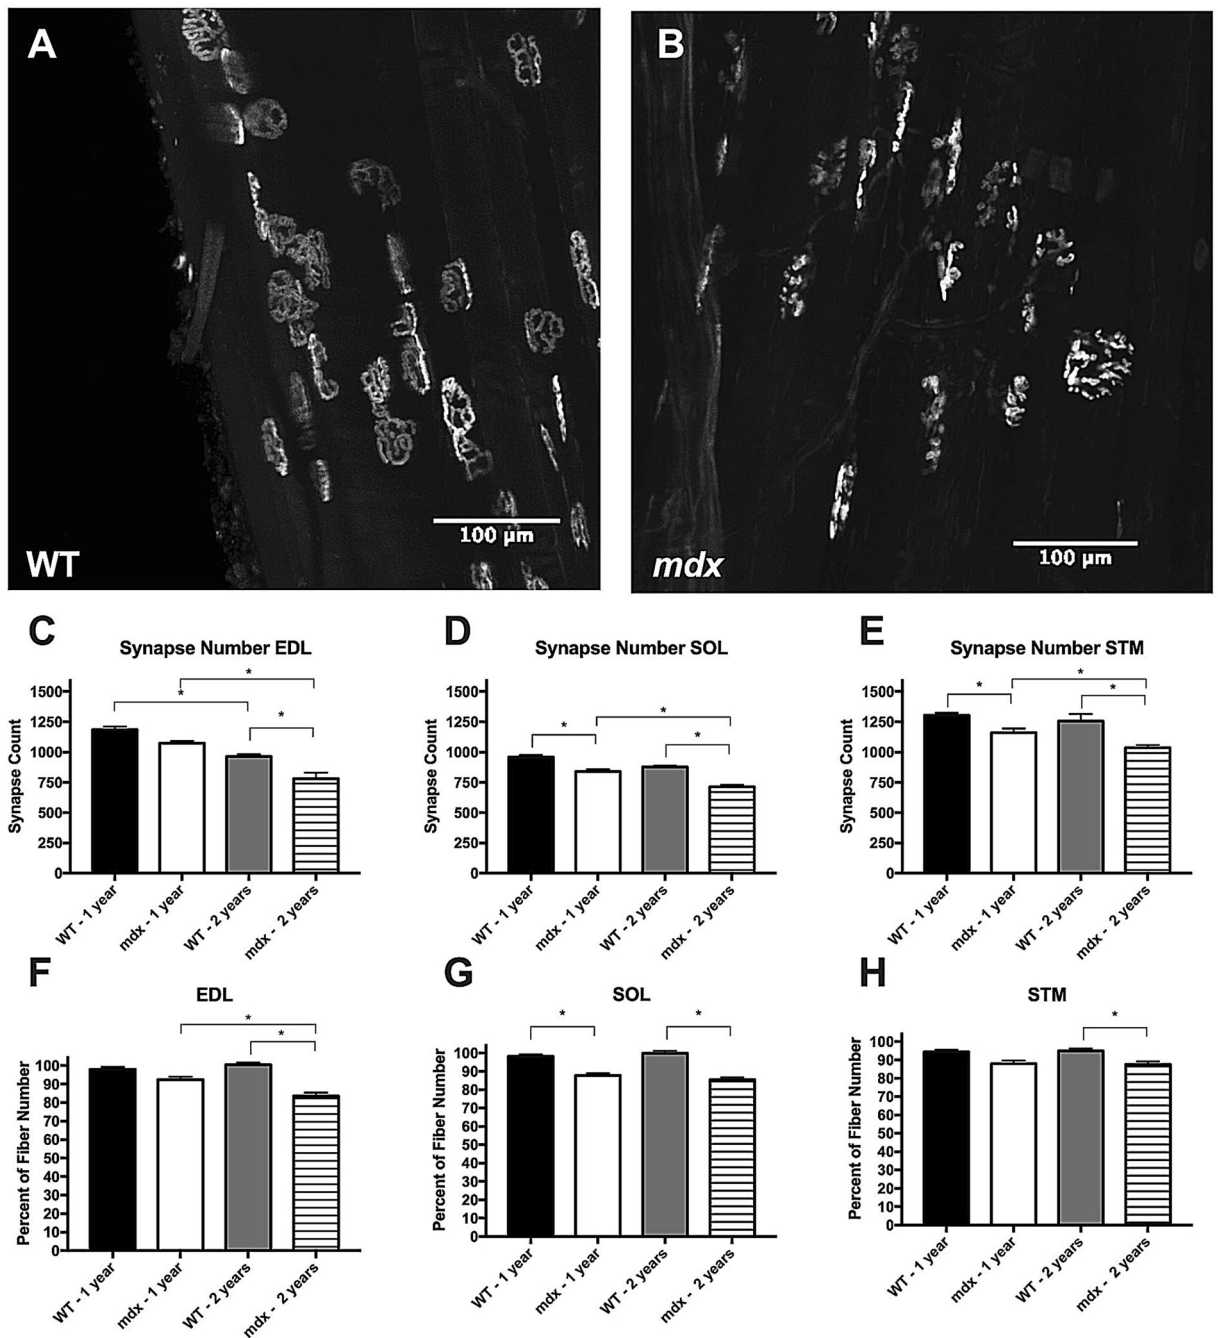 A
B
100 µm
WT
100 µm
mdx
C
D
E
Synapse Number EDL
Synapse Number SOL
Synapse Number STM
*
*
*
*
*
*
*
*
*
Synapse Count
1500
1250
1000
750
500
250
0
WT - 1 year
mdx - 1 year
WT - 2 years
mdx -  2 years
Synapse Count
1500
1250
1000
750
500
250
0
WT - 1 year
mdx - 1 year
WT - 2 years
mdx -  2 years
Synapse Count
1500
1250
1000
750
500
250
0
WT - 1 year
mdx - 1 year
WT - 2 years
mdx -  2 years
F
G
H
EDL
SOL
STM
*
*
*
*
*
Percent of Fiber Number
100
90
80
70
60
50
40
30
20
10
0
WT - 1 year
mdx - 1 year
WT - 2 years
mdx -  2 years
Percent of Fiber Number
100
90
80
70
60
50
40
30
20
10
0
WT - 1 year
mdx - 1 year
WT - 2 years
mdx -  2 years
Percent of Fiber Number
100
90
80
70
60
50
40
30
20
10
0
WT - 1 year
mdx - 1 year
WT - 2 years
mdx -  2 years